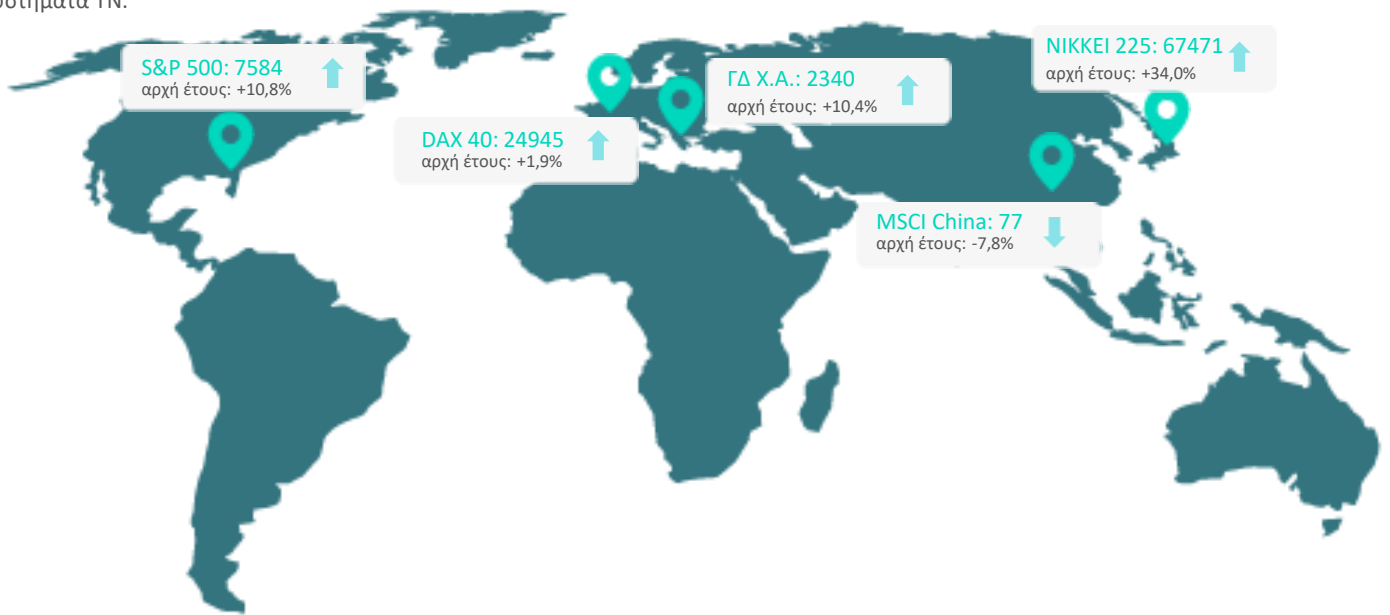 ΤΝ.
S&P 500: 7584
αρχή έτους: +10,8%
DAX 40: 24945
αρχή έτους: +1,9%
ΓΔ Χ.Α.: 2340
αρχή έτους: +10,4%
NIKKEI 225: 67471
αρχή έτους: +34,0%
MSCI China: 77
αρχή έτους: -7,8%